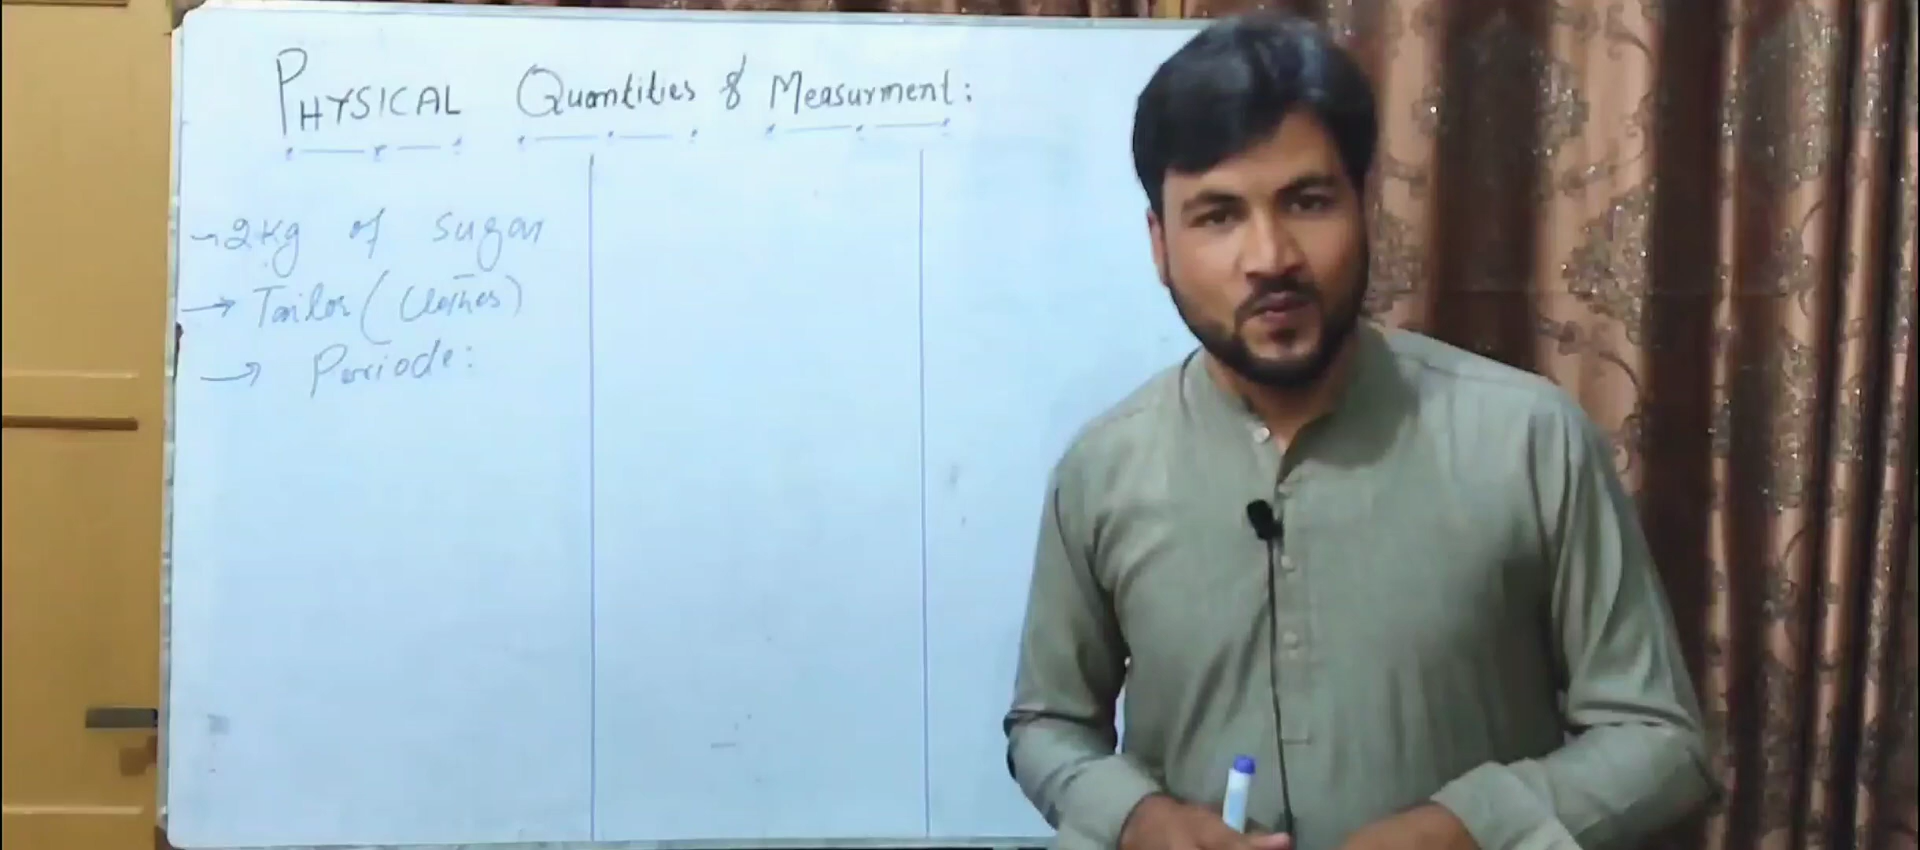 PHYSICAL Quantities & Measurment:
→ 2Kg of sugar
→ Tailor (Clothes)
→ Periode: